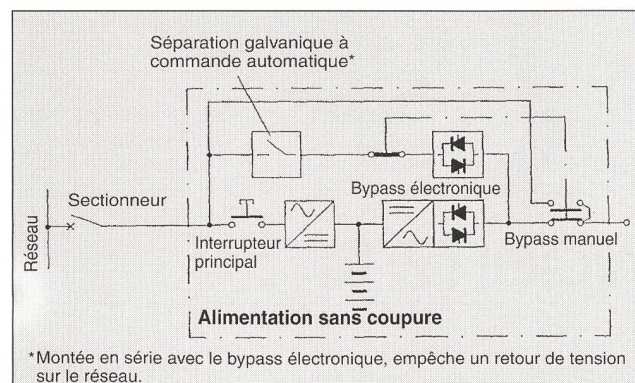 Séparation galvanique à
commande automatique*
Sectionneur
Bypass électronique
Réseau
Interrupteur
principal
Bypass manuel
Alimentation sans coupure
*Montée en série avec le bypass électronique, empêche un retour de tension
sur le réseau.